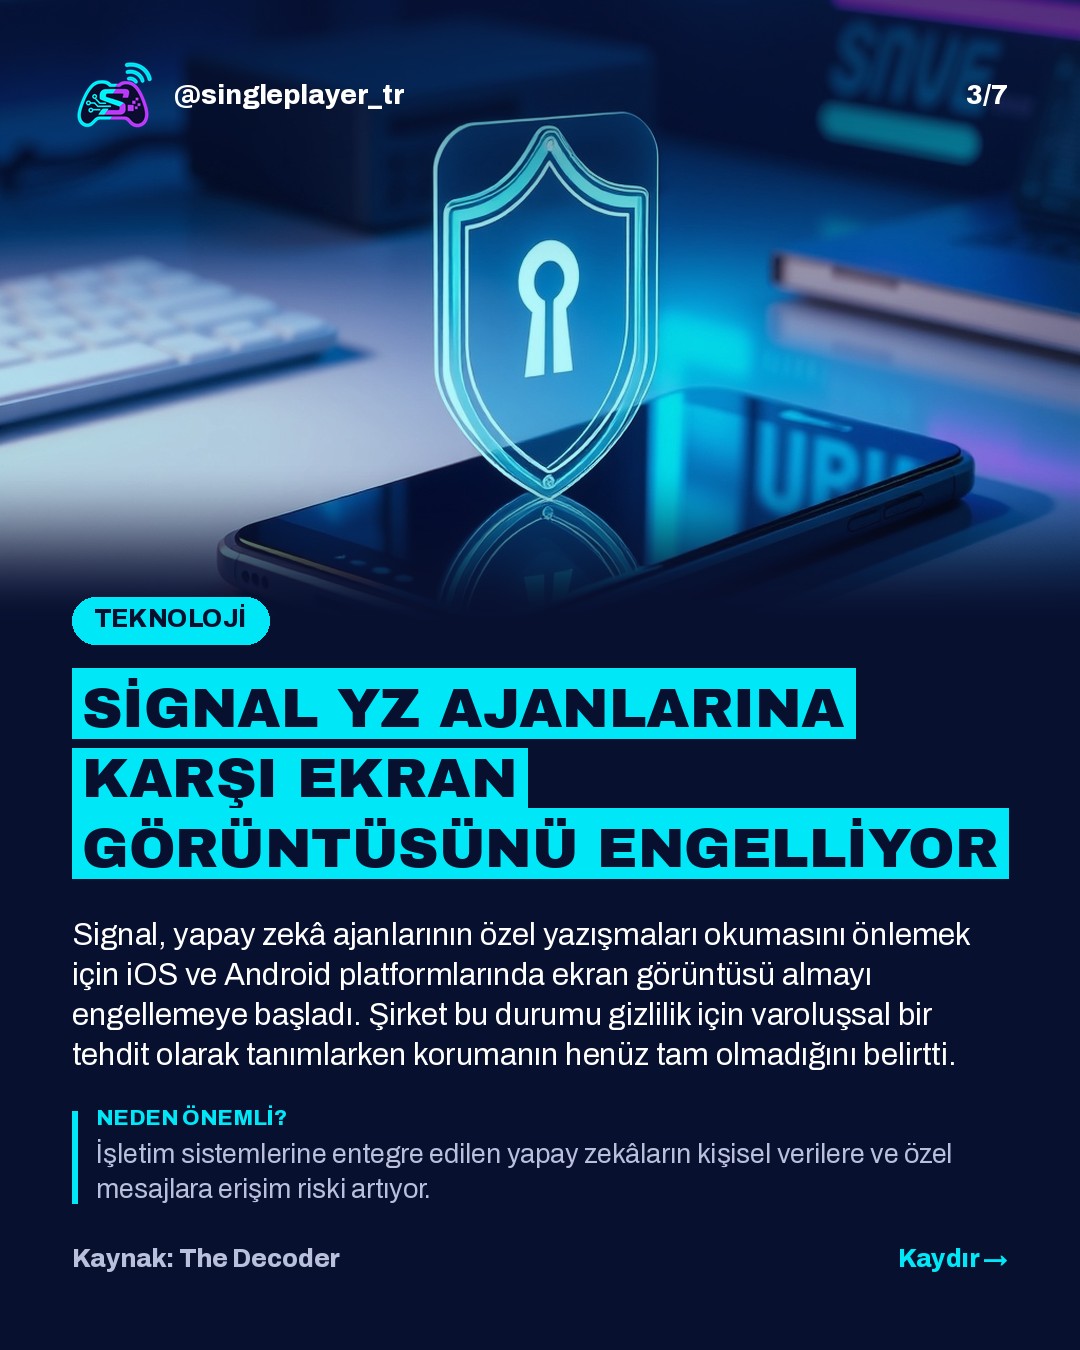 @singleplayer_tr
3/7
TEKNOLOJİ
SİGNAL YZ AJANLARINA
KARŞI EKRAN
GÖRÜNTÜSÜNÜ ENGELLİYOR
Signal, yapay zekâ ajanlarının özel yazışmaları okumasını önlemek
için iOS ve Android platformlarında ekran görüntüsü almayı
engellemeye başladı. Şirket bu durumu gizlilik için varoluşsal bir
tehdit olarak tanımlarken korumanın henüz tam olmadığını belirtti.
NEDEN ÖNEMLİ?
İşletim sistemlerine entegre edilen yapay zekâların kişisel verilere ve özel
mesajlara erişim riski artıyor.
Kaynak: The Decoder
Kaydır→